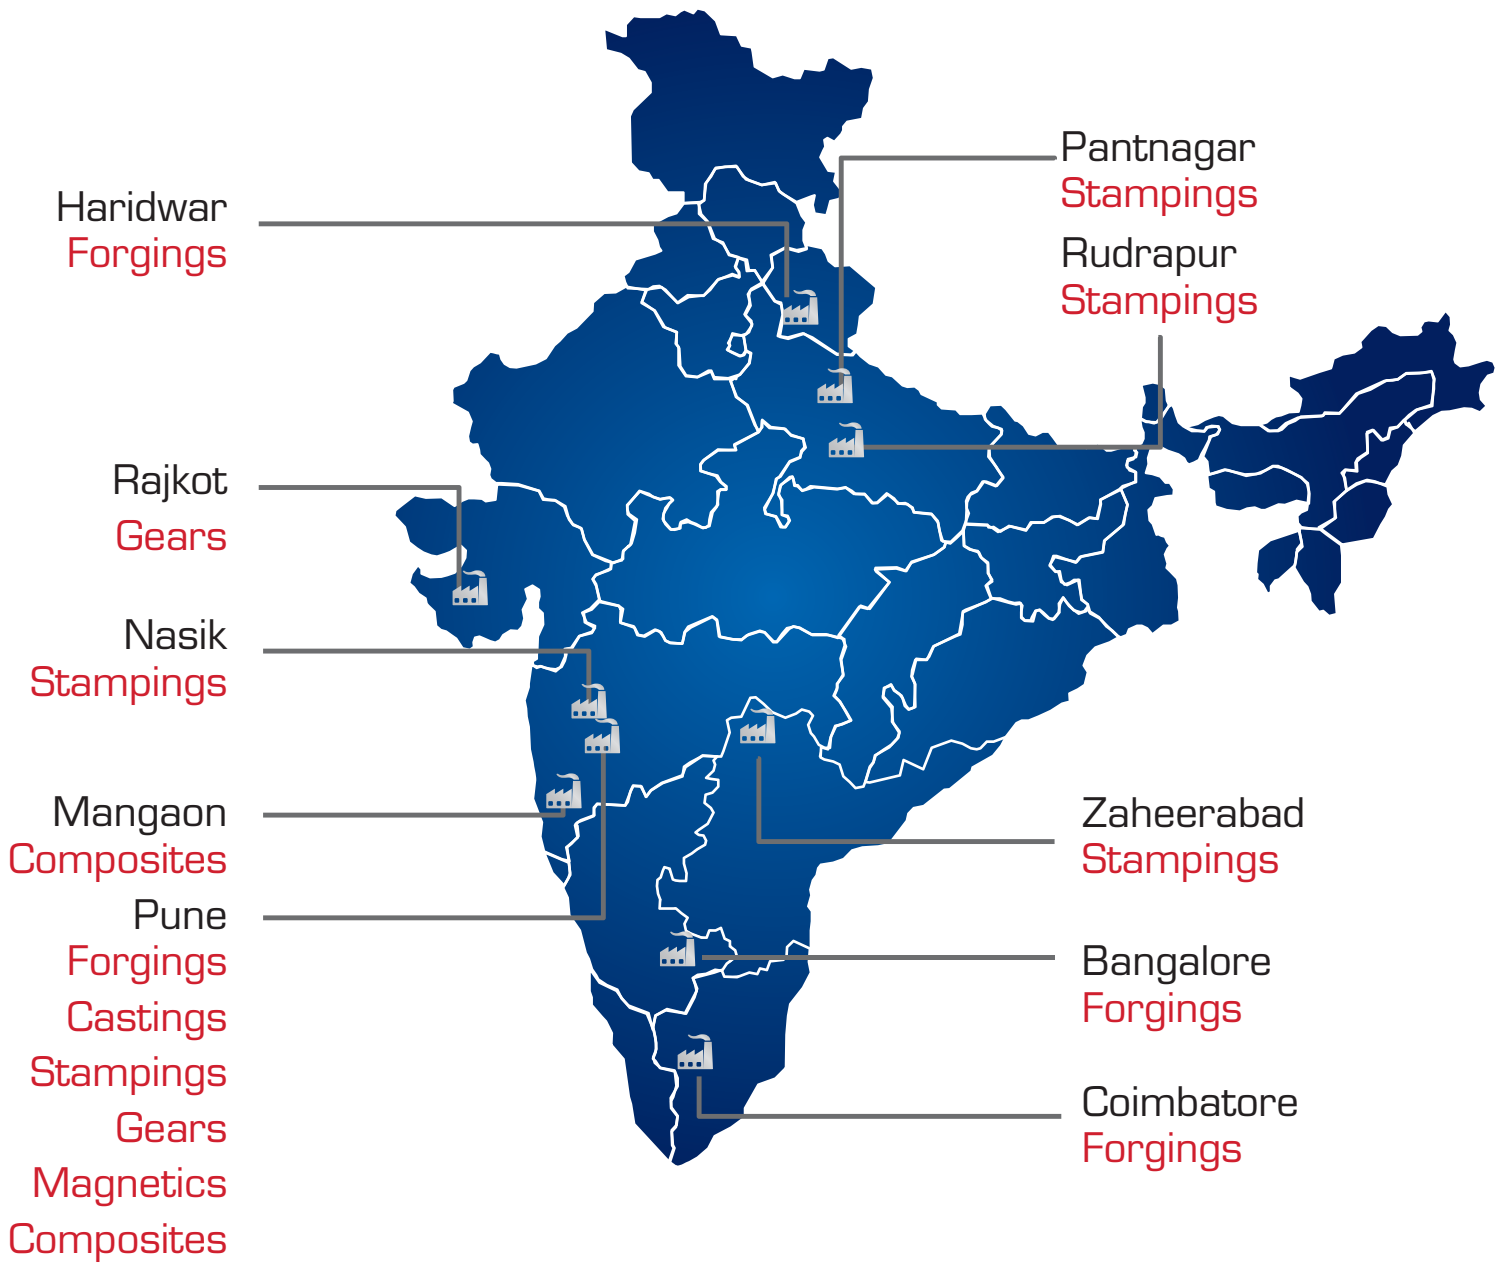 Haridwar
Forgings
Rajkot
Gears
Nasik
Stampings
Mangaon
Composites
Pune
Forgings
Castings
Stampings
Gears
Magnetics
Composites
Pantnagar
Stampings
Rudrapur
Stampings
Zaheerabad
Stampings
Bangalore
Forgings
Coimbatore
Forgings